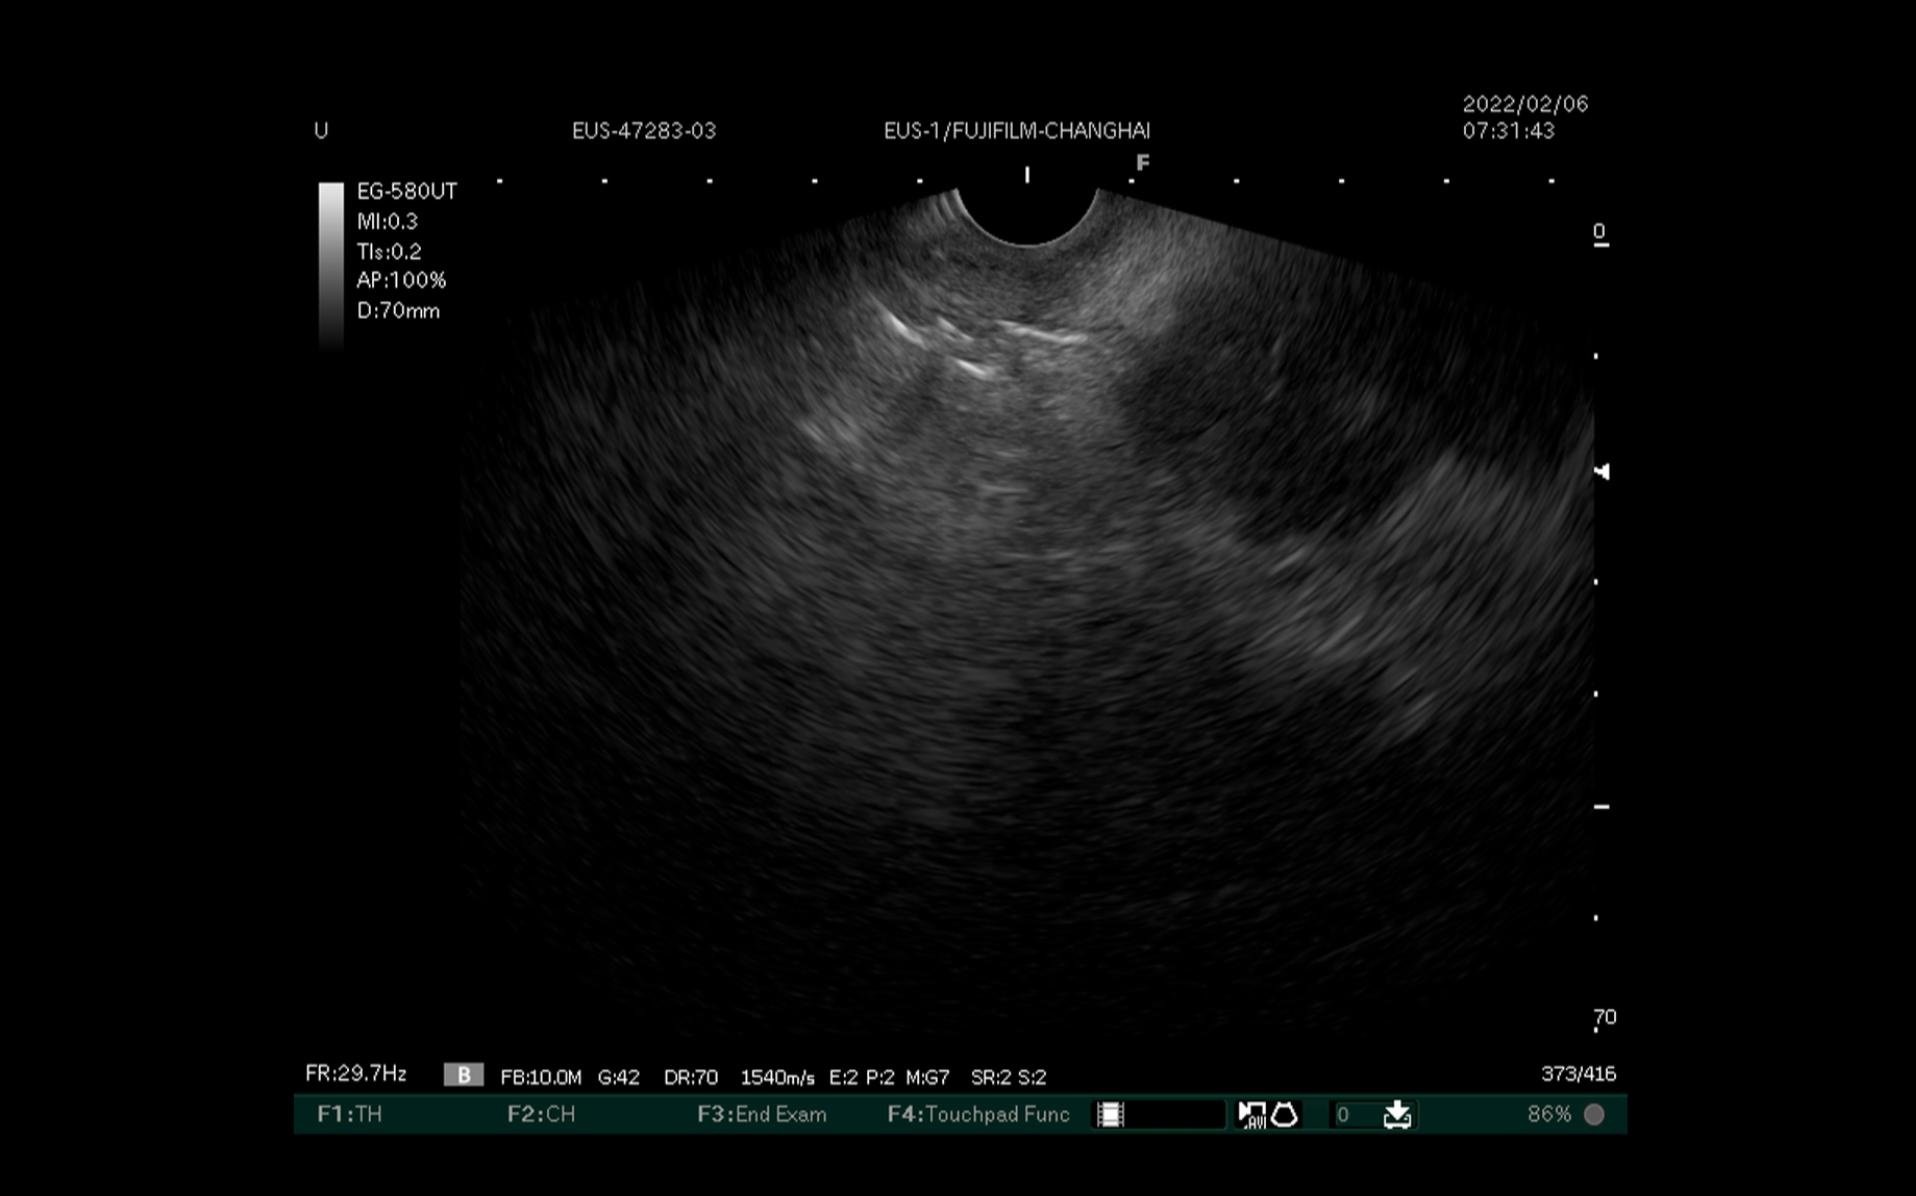 2022/02/06
U EUS-47283-03 EUS-1/FUJIFILM-CHANGHAI 07:31:43
F
EG-580UT
MI:0.3
TIs:0.2
AP:100%
D:70mm
0
70
FR:29.7Hz B FB:10.0M G:42 DR:70 1540m/s E:2 P:2 M:G7 SR:2 S:2 373/416
F1:TH F2:CH F3:End Exam F4:Touchpad Func .AVI 0 86%